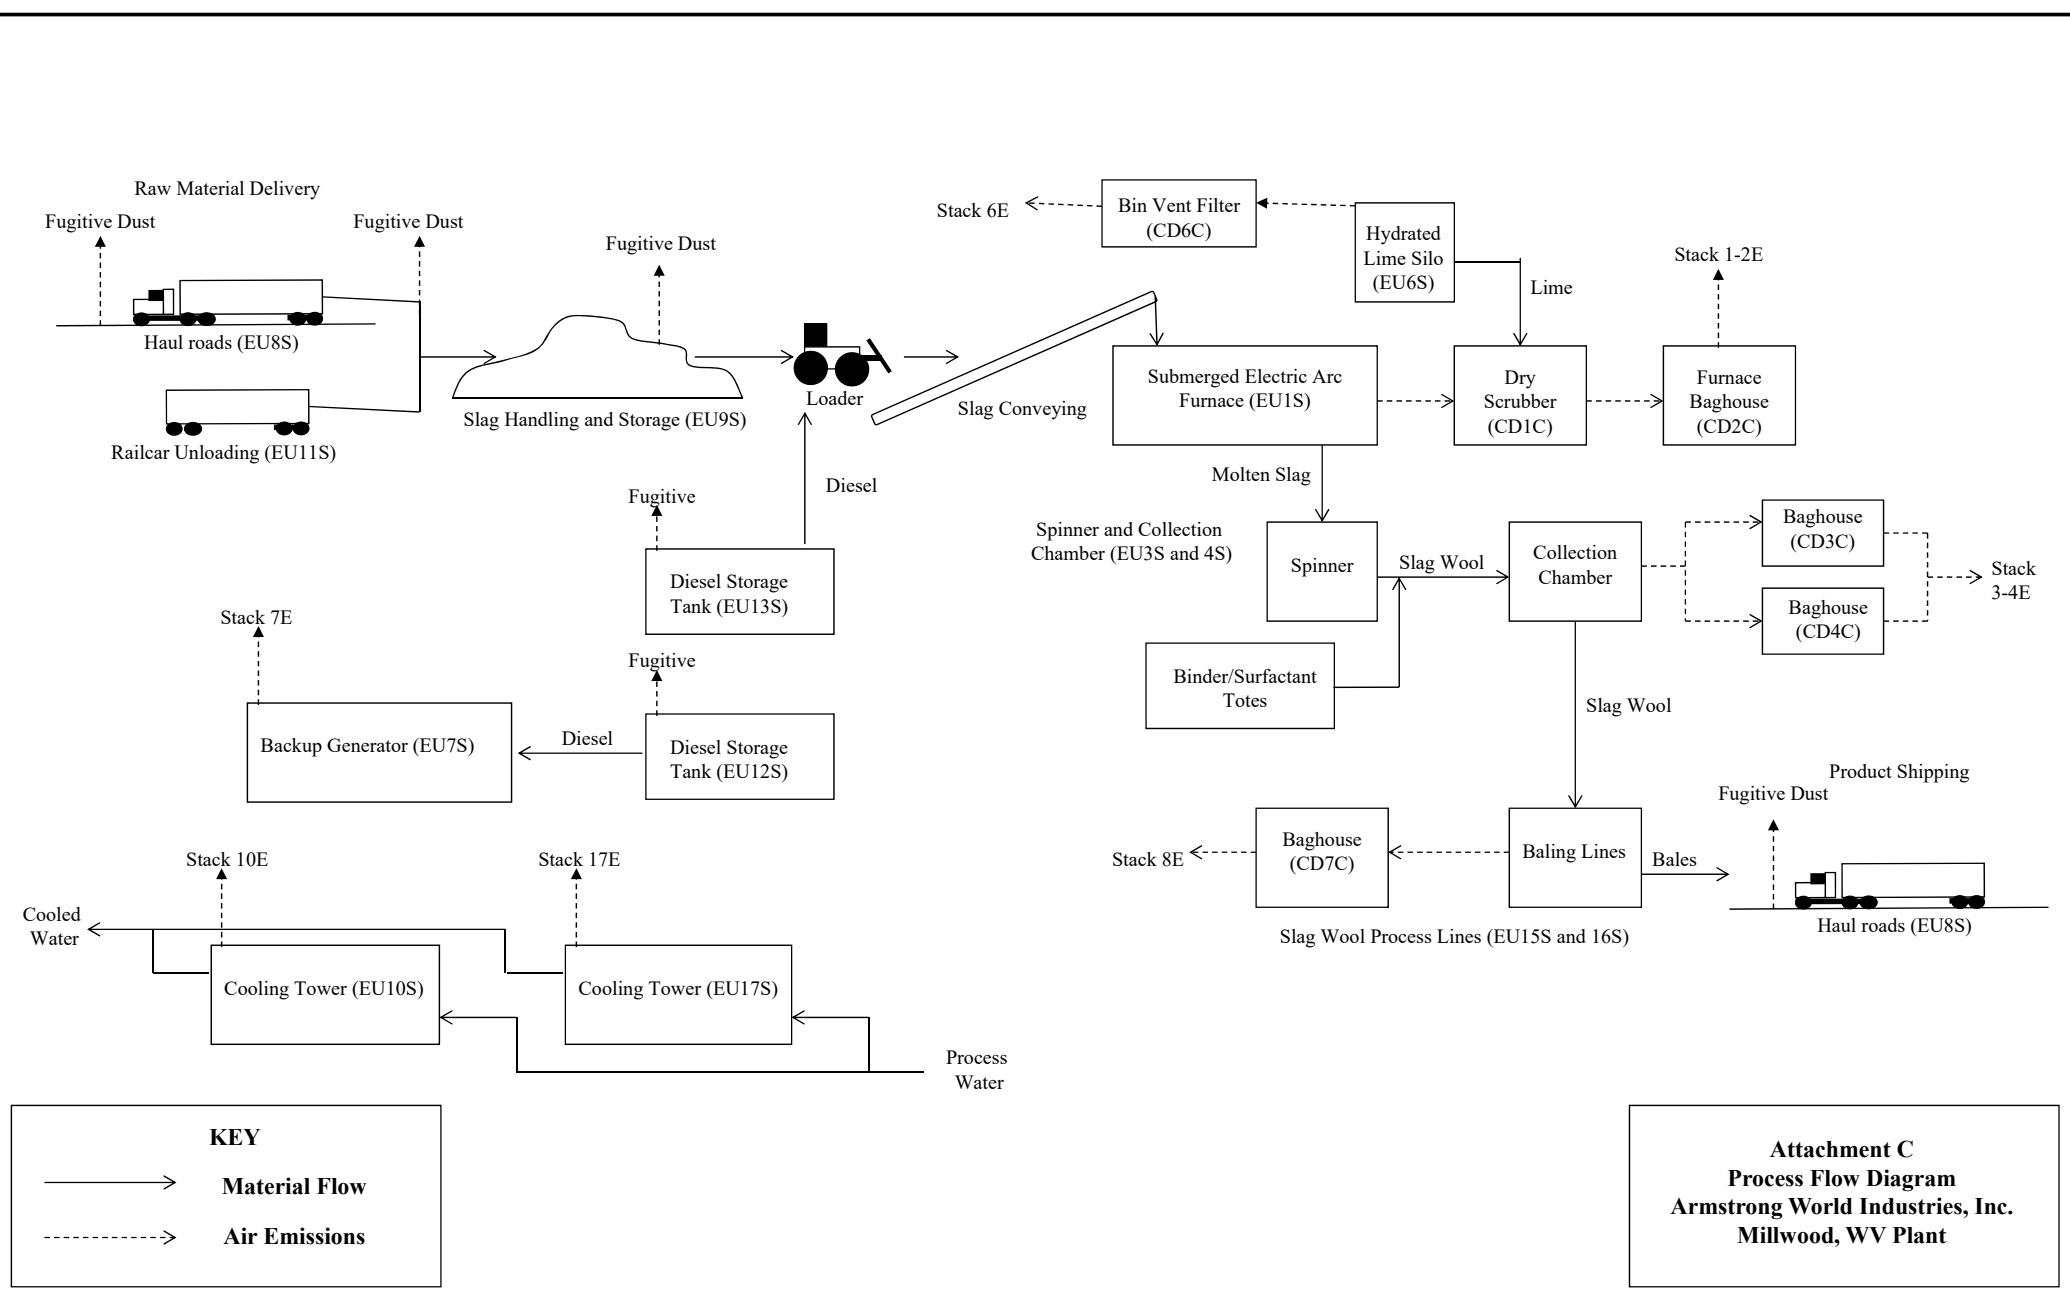 Raw Material Delivery
Fugitive Dust
Fugitive Dust
Haul roads (EU8S)
Railcar Unloading (EU11S)
Fugitive Dust
Slag Handling and Storage (EU9S)
Loader
Slag Conveying
Diesel
Fugitive
Diesel Storage
Tank (EU13S)
Stack 7E
Backup Generator (EU7S)
Diesel
Fugitive
Diesel Storage
Tank (EU12S)
Stack 6E
Bin Vent Filter
(CD6C)
Hydrated
Lime Silo
(EU6S)
Lime
Stack 1-2E
Submerged Electric Arc
Furnace (EU1S)
Dry
Scrubber
(CD1C)
Furnace
Baghouse
(CD2C)
Molten Slag
Spinner and Collection
Chamber (EU3S and 4S)
Spinner
Slag Wool
Collection
Chamber
Baghouse
(CD3C)
Baghouse
(CD4C)
Stack
3-4E
Binder/Surfactant
Totes
Slag Wool
Stack 8E
Baghouse
(CD7C)
Baling Lines
Bales
Product Shipping
Fugitive Dust
Haul roads (EU8S)
Slag Wool Process Lines (EU15S and 16S)
Stack 10E
Stack 17E
Cooled
Water
Cooling Tower (EU10S)
Cooling Tower (EU17S)
Process
Water
KEY
Material Flow
Air Emissions
Attachment C
Process Flow Diagram
Armstrong World Industries, Inc.
Millwood, WV Plant